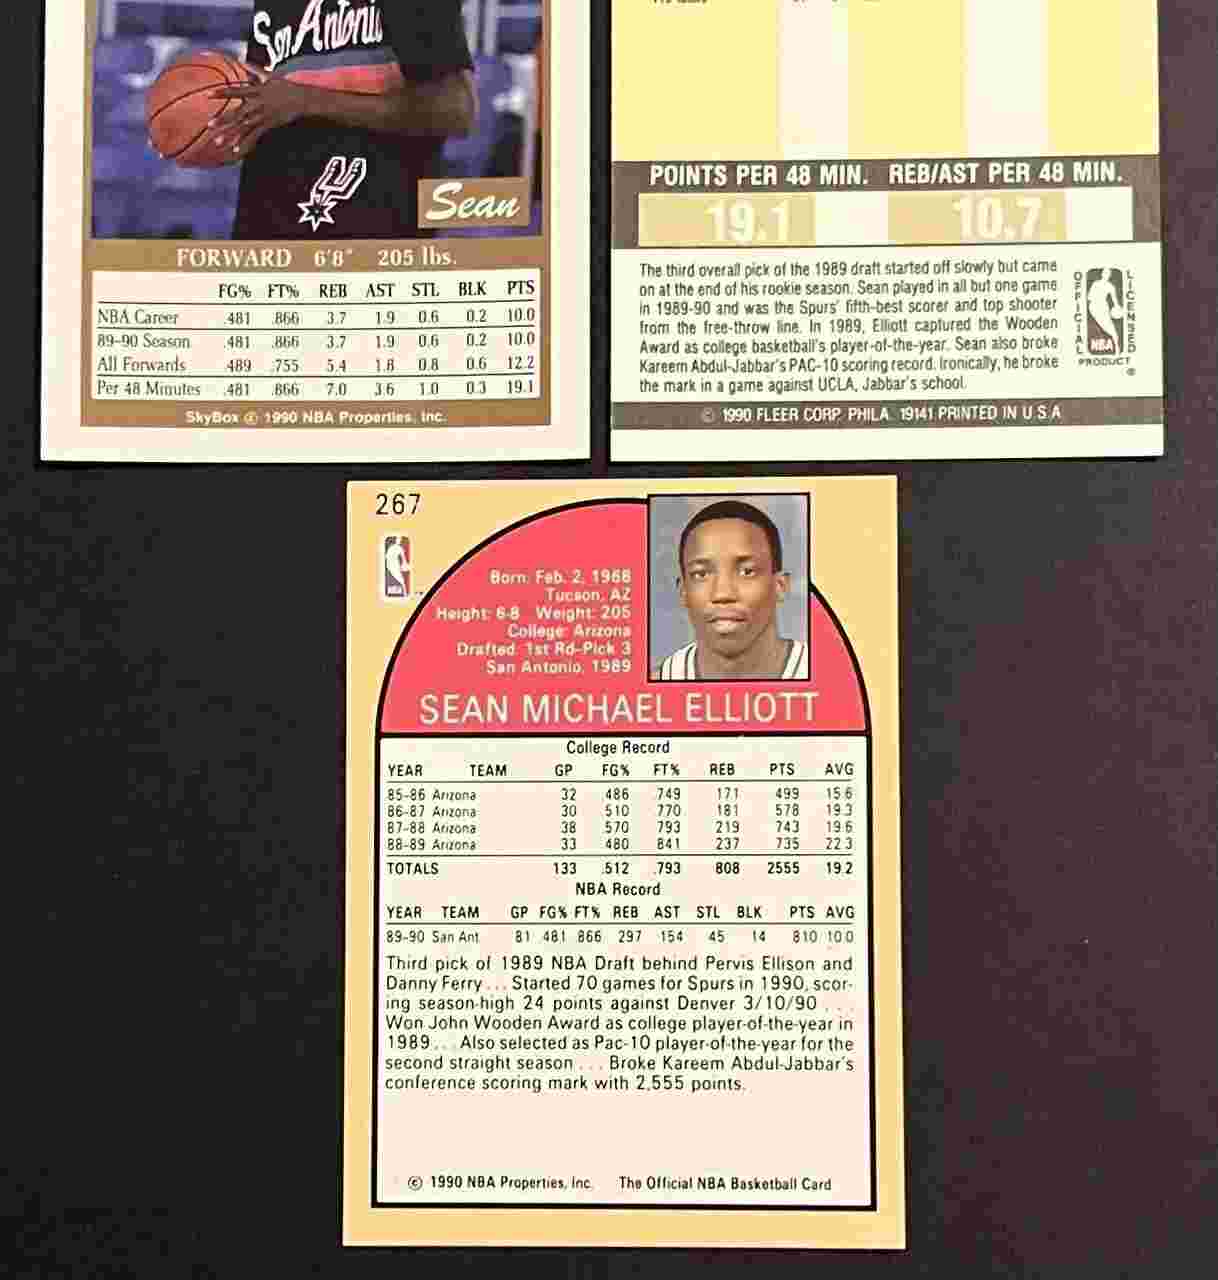 San Antonio
Sean
FORWARD 6'8" 205 lbs.
FG% FT% REB AST STL BLK PTS
NBA Career .481 .866 3.7 1.9 0.6 0.2 10.0
89-90 Season .481 .866 3.7 1.9 0.6 0.2 10.0
All Forwards .489 .755 5.4 1.8 0.8 0.6 12.2
Per 48 Minutes .481 .866 7.0 3.6 1.0 0.3 19.1
SkyBox © 1990 NBA Properties, Inc.
POINTS PER 48 MIN. REB/AST PER 48 MIN.
19.1 10.7
The third overall pick of the 1989 draft started off slowly but came
on at the end of his rookie season. Sean played in all but one game
in 1989-90 and was the Spurs' fifth-best scorer and top shooter
from the free-throw line. In 1989, Elliott captured the Wooden
Award as college basketball's player-of-the-year. Sean also broke
Kareem Abdul-Jabbar's PAC-10 scoring record. Ironically, he broke
the mark in a game against UCLA, Jabbar's school.
OFFICIAL LICENSED
NBA
PRODUCT
®
© 1990 FLEER CORP. PHILA. 19141 PRINTED IN U.S.A
267
NBA
Born: Feb. 2, 1968
Tucson, AZ
Height: 6-8 Weight: 205
College: Arizona
Drafted: 1st Rd-Pick 3
San Antonio, 1989
SEAN MICHAEL ELLIOTT
College Record
YEAR TEAM GP FG% FT% REB PTS AVG
85-86 Arizona 32 .486 .749 171 499 15.6
86-87 Arizona 30 .510 .770 181 578 19.3
87-88 Arizona 38 .570 .793 219 743 19.6
88-89 Arizona 33 .480 .841 237 735 22.3
TOTALS 133 .512 .793 808 2555 19.2
NBA Record
YEAR TEAM GP FG% FT% REB AST STL BLK PTS AVG
89-90 San Ant 81 .481 .866 297 154 45 14 810 10.0
Third pick of 1989 NBA Draft behind Pervis Ellison and
Danny Ferry . . . Started 70 games for Spurs in 1990, scor-
ing season-high 24 points against Denver 3/10/90 . . .
Won John Wooden Award as college player-of-the-year in
1989 . . . Also selected as Pac-10 player-of-the-year for the
second straight season . . . Broke Kareem Abdul-Jabbar's
conference scoring mark with 2,555 points.
© 1990 NBA Properties, Inc. The Official NBA Basketball Card